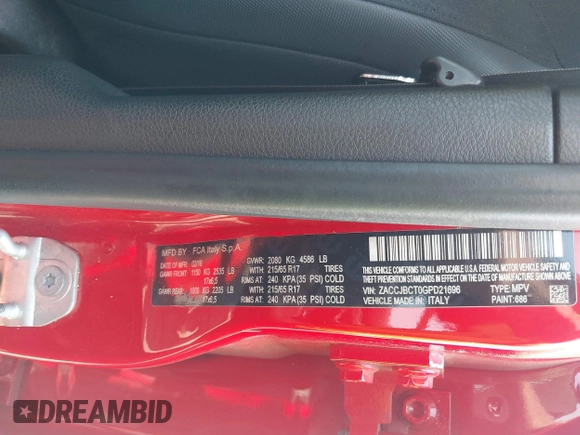 MFD BY FCA Italy S.p.A.
DATE OF MFR 02/16 GVWR: 2080 KG 4586 LB
GAWR FRONT 1150 KG 2535 LB WITH 215/65 R17 TIRES
17x6,5 RIMS AT 240 KPA (35 PSI) COLD
GAWR REAR 1000 KG 2205 LB WITH 215/65 R17 TIRES
17x6,5 RIMS AT 240 KPA (35 PSI) COLD
THIS VEHICLE CONFORMS TO ALL APPLICABLE U.S.A. FEDERAL MOTOR VEHICLE SAFETY AND
THEFT PREVENTION STANDARDS IN EFFECT ON THE DATE OF MANUFACTURE SHOWN ABOVE.
VIN: ZACCJBCT0GPD21696 TYPE: MPV
VEHICLE MADE IN: ITALY PAINT: 686
DREAMBID